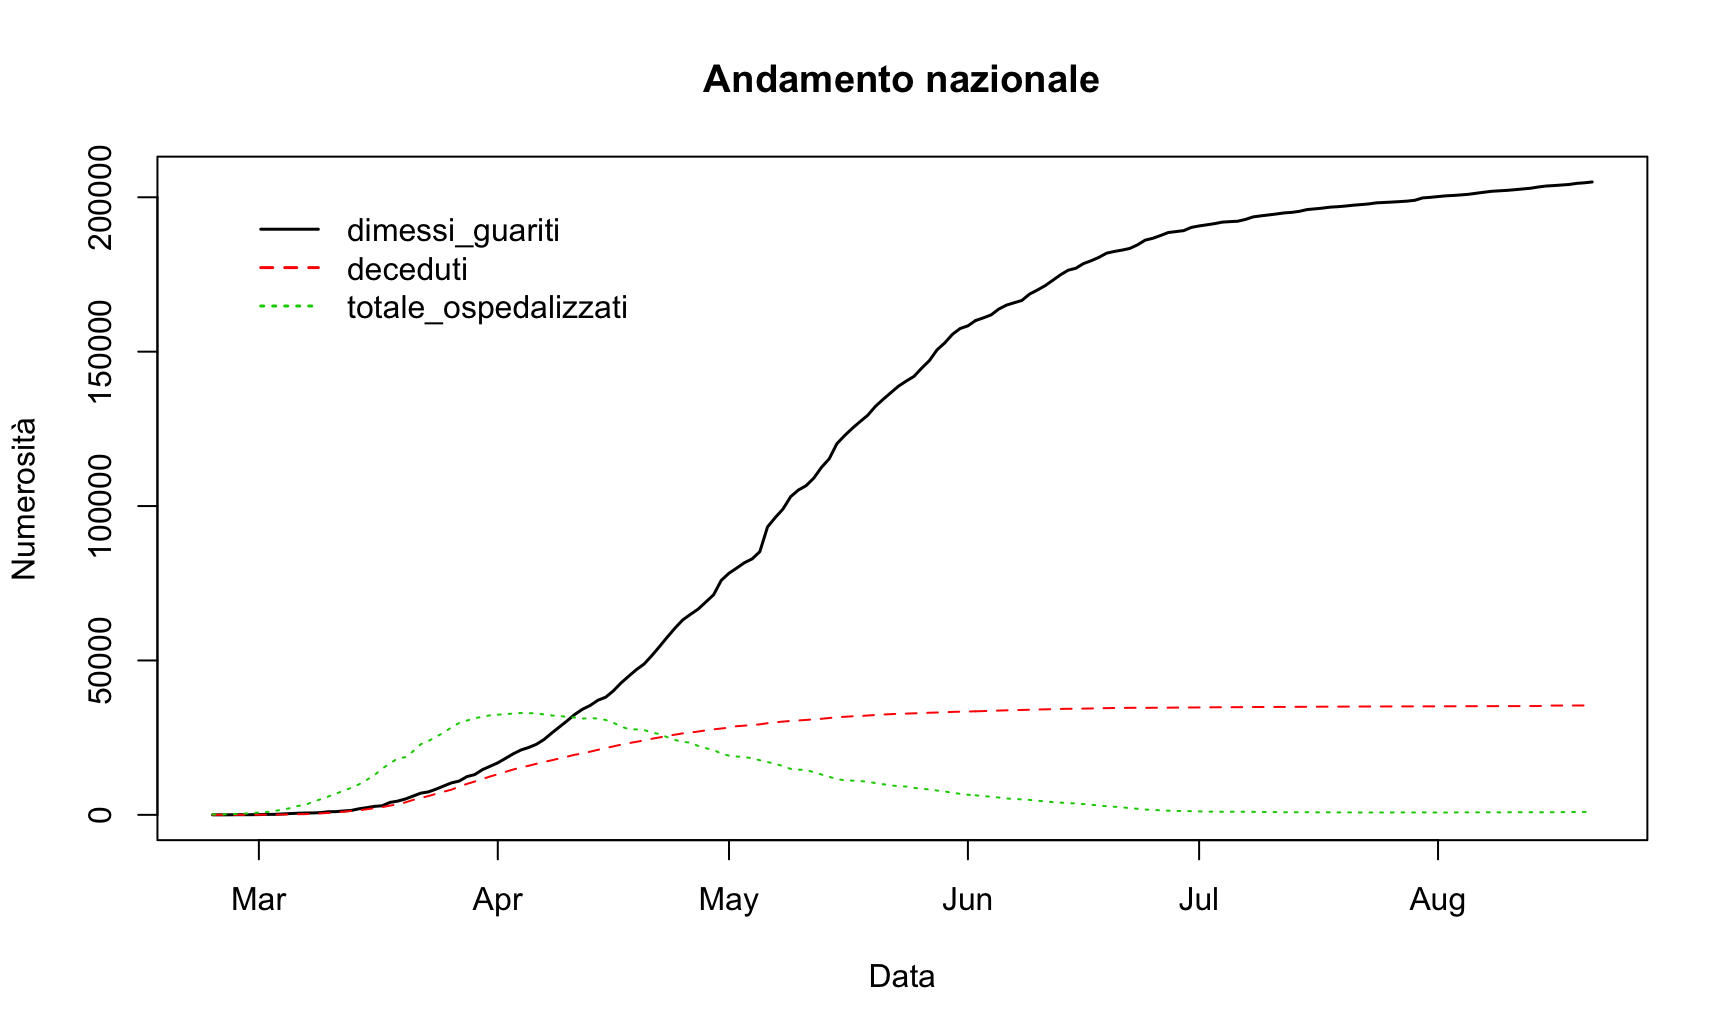 Andamento nazionale
dimessi_guariti
deceduti
totale_ospedalizzati
200000
150000
100000
50000
0
Numerosità
Mar Apr May Jun Jul Aug
Data